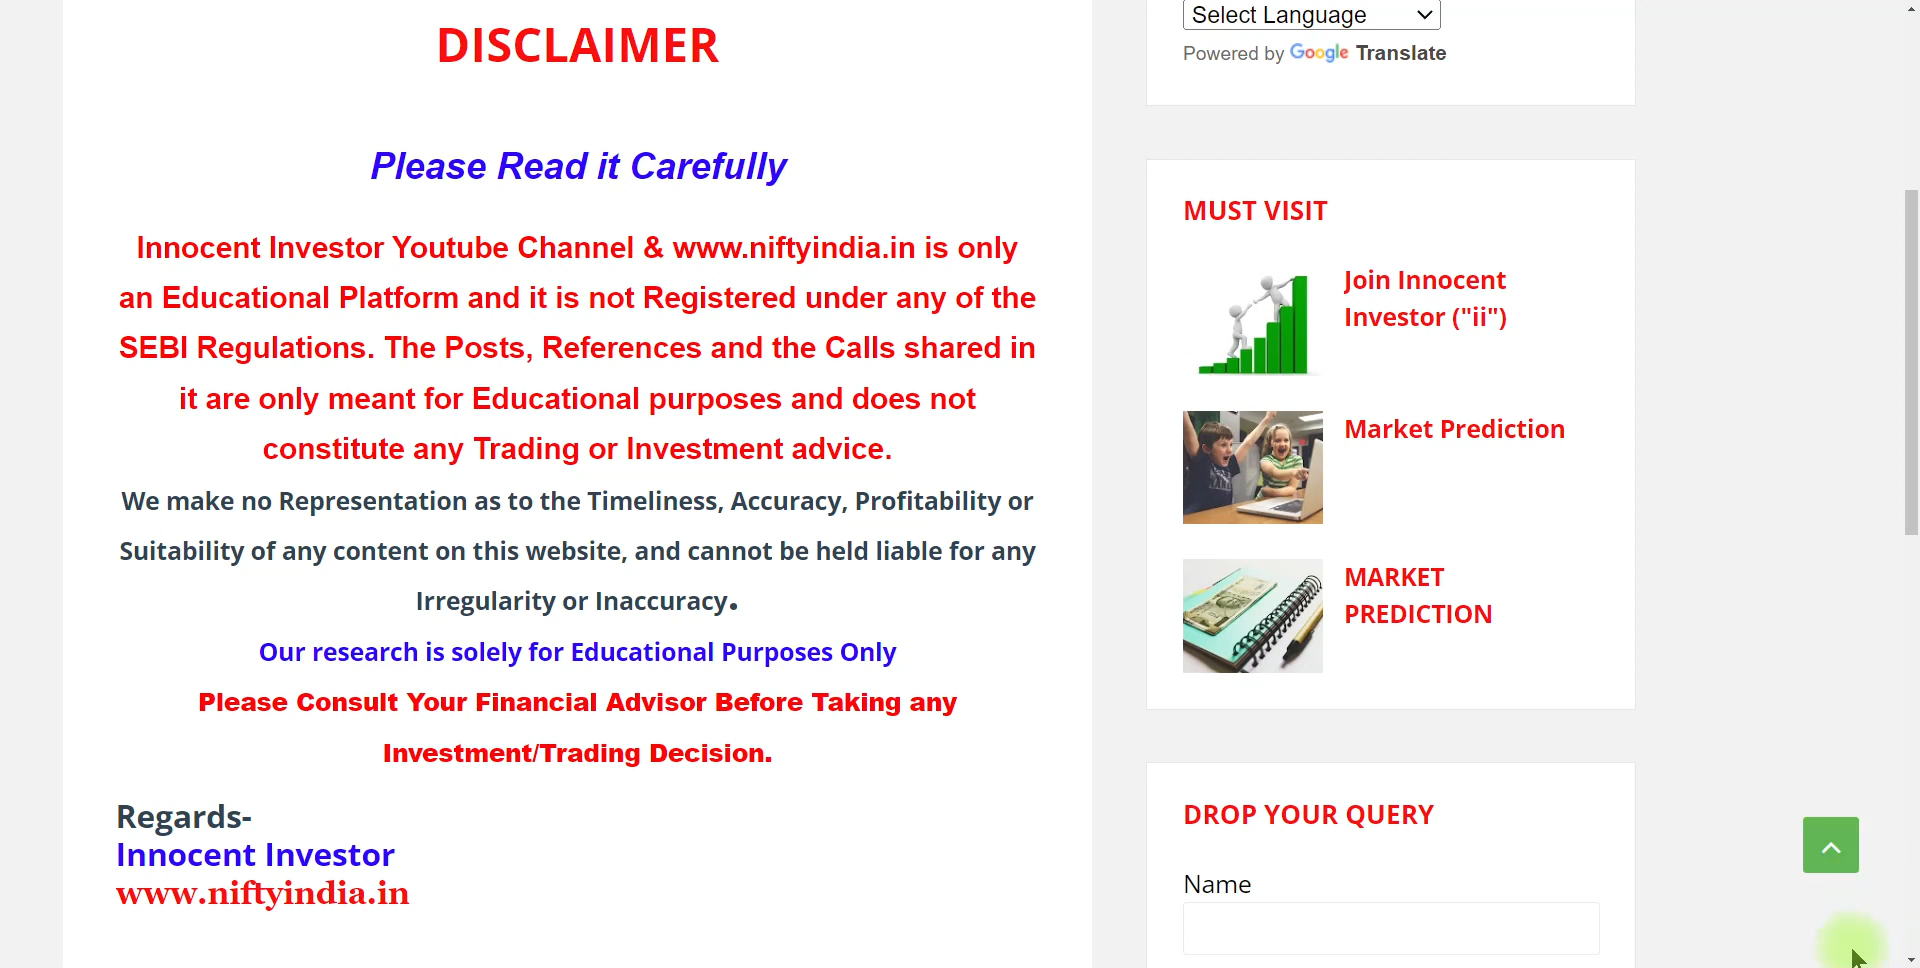 DISCLAIMER
Please Read it Carefully
Innocent Investor Youtube Channel & www.niftyindia.in is only
an Educational Platform and it is not Registered under any of the
SEBI Regulations. The Posts, References and the Calls shared in
it are only meant for Educational purposes and does not
constitute any Trading or Investment advice.
We make no Representation as to the Timeliness, Accuracy, Profitability or
Suitability of any content on this website, and cannot be held liable for any
Irregularity or Inaccuracy.
Our research is solely for Educational Purposes Only
Please Consult Your Financial Advisor Before Taking any
Investment/Trading Decision.
Regards-
Innocent Investor
www.niftyindia.in
Select Language
Powered by Google Translate
MUST VISIT
Join Innocent
Investor ("ii")
Market Prediction
MARKET
PREDICTION
DROP YOUR QUERY
Name